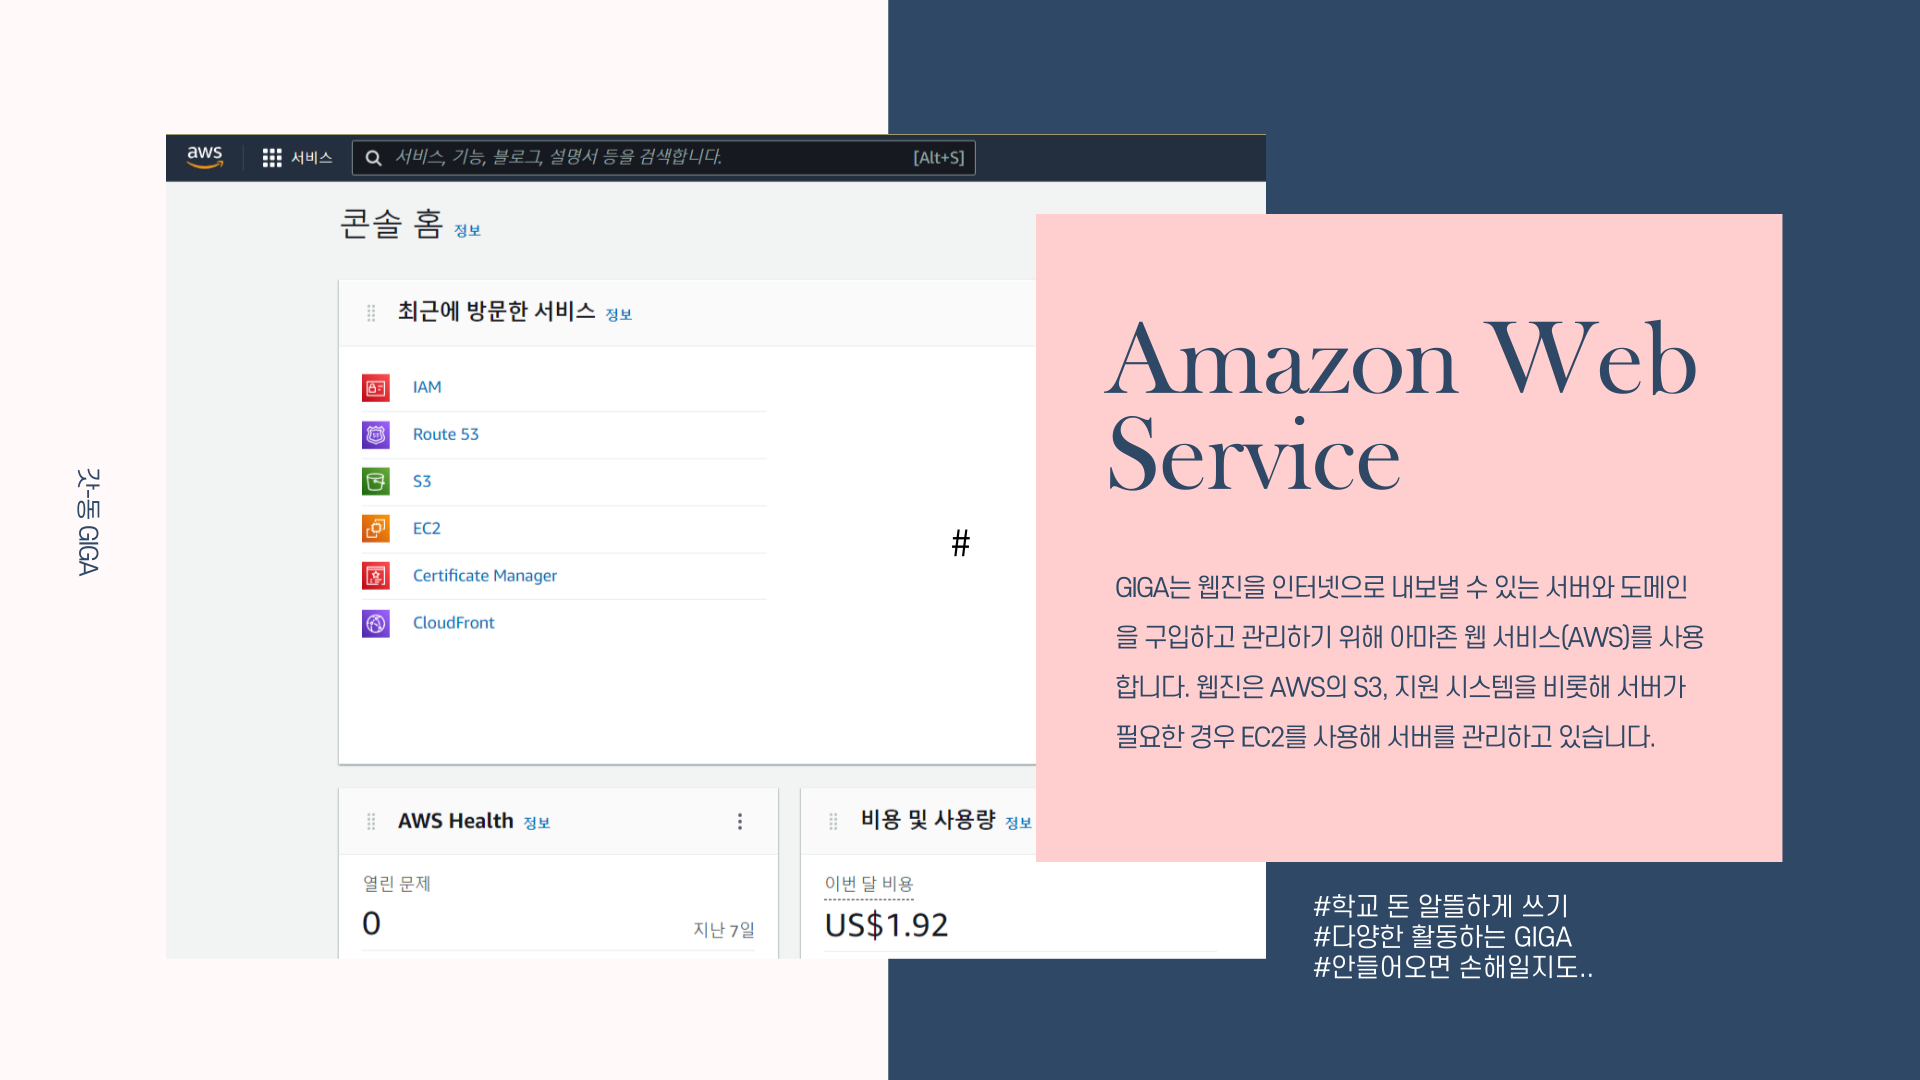 aws
서비스
서비스, 기능, 블로그, 설명서 등을 검색합니다.
[Alt+S]
콘솔 홈 정보
최근에 방문한 서비스 정보
IAM
Route 53
S3
EC2
Certificate Manager
CloudFront
#
AWS Health 정보
열린 문제
0
지난 7일
비용 및 사용량 정보
이번 달 비용
US$1.92
갓-동 GIGA
Amazon Web
Service
GIGA는 웹진을 인터넷으로 내보낼 수 있는 서버와 도메인
을 구입하고 관리하기 위해 아마존 웹 서비스(AWS)를 사용
합니다. 웹진은 AWS의 S3, 지원 시스템을 비롯해 서버가
필요한 경우 EC2를 사용해 서버를 관리하고 있습니다.
#학교 돈 알뜰하게 쓰기
#다양한 활동하는 GIGA
#안들어오면 손해일지도..